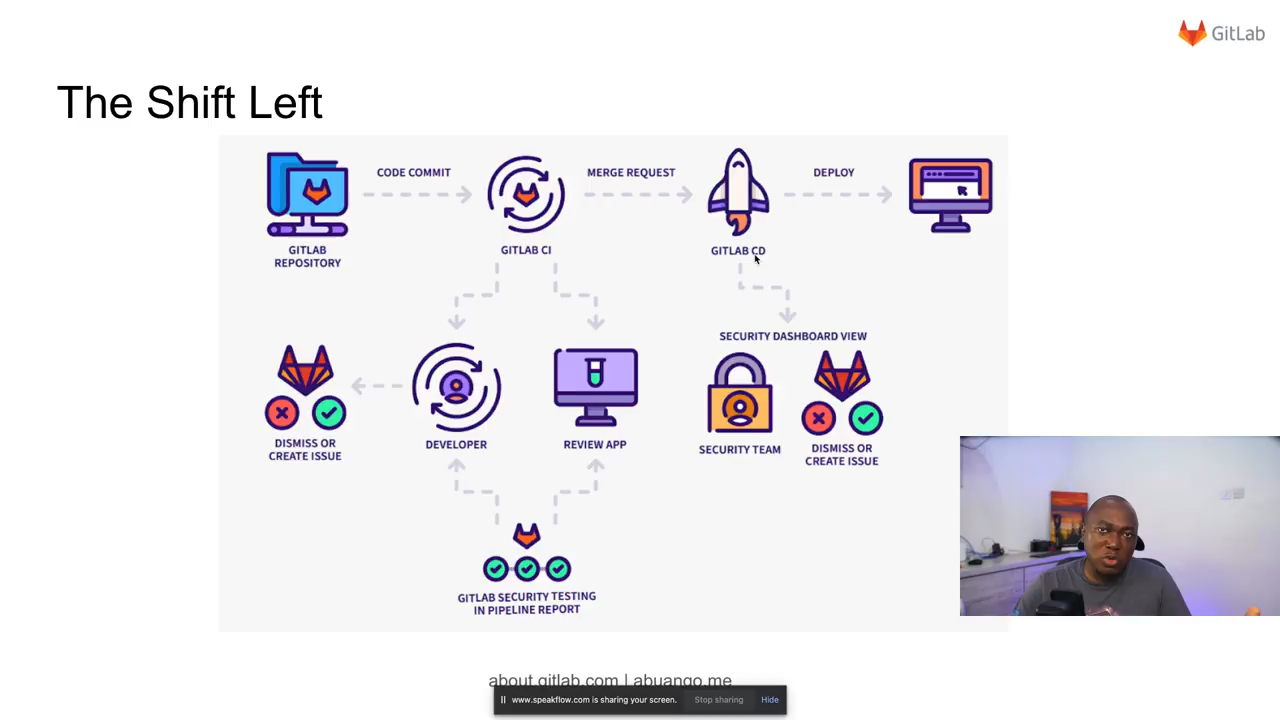 GitLab
The Shift Left
CODE COMMIT
MERGE REQUEST
DEPLOY
GITLAB
REPOSITORY
GITLAB CI
GITLAB CD
SECURITY DASHBOARD VIEW
DISMISS OR
CREATE ISSUE
DEVELOPER
REVIEW APP
SECURITY TEAM
DISMISS OR
CREATE ISSUE
GITLAB SECURITY TESTING
IN PIPELINE REPORT
about.gitlab.com | abuango.me
www.speakflow.com is sharing your screen.
Stop sharing
Hide